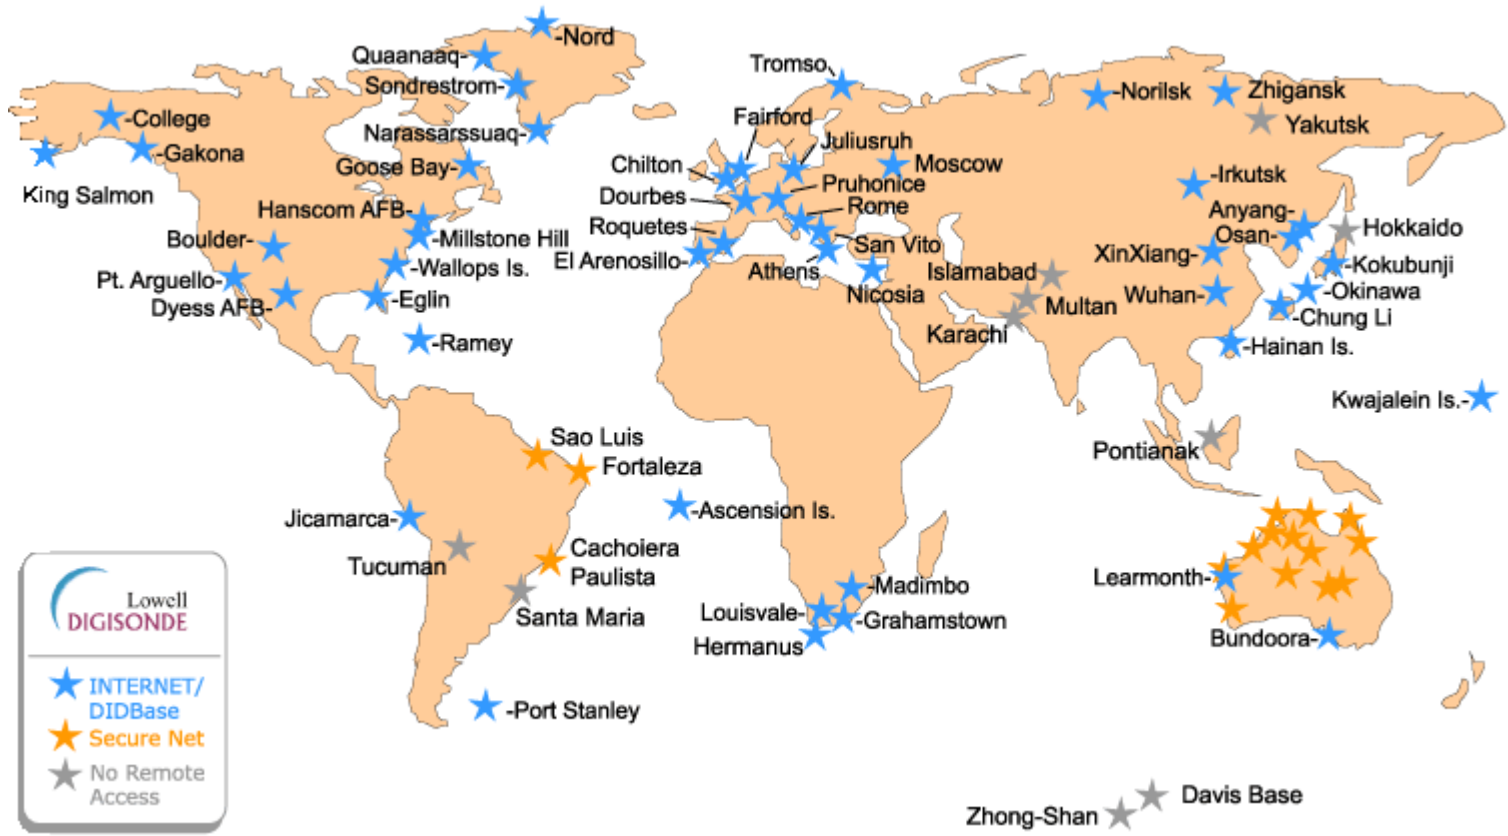 -Nord
Quaanaaq-
Sondrestrom-
Tromso
-Norilsk
Zhigansk
-College
Narassarssuaq-
Fairford
Yakutsk
-Gakona
Goose Bay-
Chilton
Juliusruh
Moscow
-Irkutsk
King Salmon
Hanscom AFB-
Dourbes
Pruhonice
Rome
Anyang-
Boulder-
-Millstone Hill
Roquetes
San Vito
Osan-
Hokkaido
Pt. Arguello-
-Wallops Is.
El Arenosillo-
Athens
Islamabad
XinXiang-
-Kokubunji
Dyess AFB-
-Eglin
Nicosia
Multan
Wuhan-
-Okinawa
-Ramey
Karachi
-Chung Li
-Hainan Is.
Kwajalein Is.-
Sao Luis
Fortaleza
Pontianak
Jicamarca-
-Ascension Is.
Tucuman
Cachoiera
Paulista
Santa Maria
-Madimbo
Learmonth-
Louisvale-
-Grahamstown
Hermanus
Bundoora-
-Port Stanley
Davis Base
Zhong-Shan
Lowell
DIGISONDE
INTERNET/
DIDBase
Secure Net
No Remote
Access